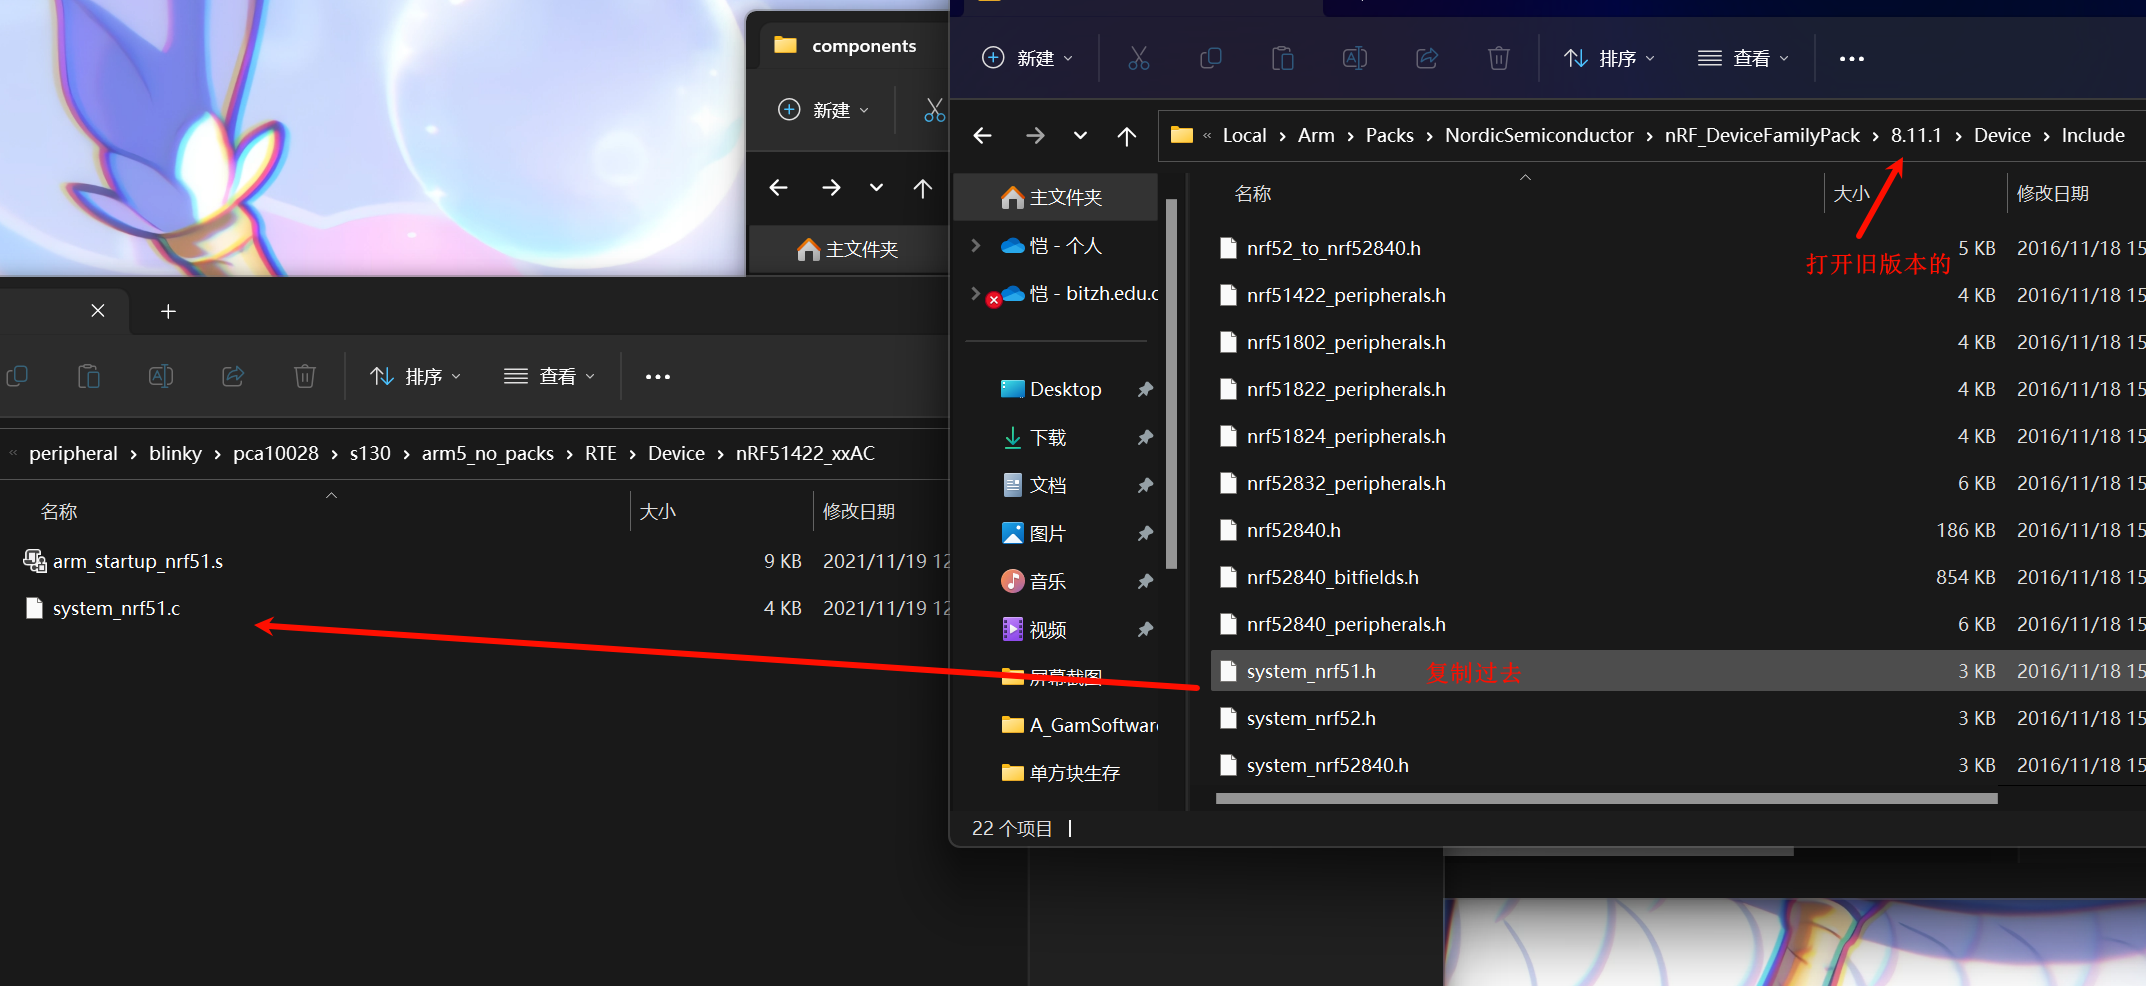 components
新建
主文件夹
排序
查看
peripheral
blinky
pca10028
s130
arm5_no_packs
RTE
Device
nRF51422_xxAC
名称
大小
修改日期
arm_startup_nrf51.s
9 KB
2021/11/19 12
system_nrf51.c
4 KB
2021/11/19 12
新建
排序
查看
Local
Arm
Packs
NordicSemiconductor
nRF_DeviceFamilyPack
8.11.1
Device
Include
打开旧版本的
主文件夹
恺 - 个人
恺 - bitzh.edu.c
Desktop
下载
文档
图片
音乐
视频
屏幕截图
A_GamSoftware
单方块生存
名称
大小
修改日期
nrf52_to_nrf52840.h
5 KB
2016/11/18 15
nrf51422_peripherals.h
4 KB
2016/11/18 15
nrf51802_peripherals.h
4 KB
2016/11/18 15
nrf51822_peripherals.h
4 KB
2016/11/18 15
nrf51824_peripherals.h
4 KB
2016/11/18 15
nrf52832_peripherals.h
6 KB
2016/11/18 15
nrf52840.h
186 KB
2016/11/18 15
nrf52840_bitfields.h
854 KB
2016/11/18 15
nrf52840_peripherals.h
6 KB
2016/11/18 15
system_nrf51.h
复制过去
3 KB
2016/11/18 15
system_nrf52.h
3 KB
2016/11/18 15
system_nrf52840.h
3 KB
2016/11/18 15
22 个项目